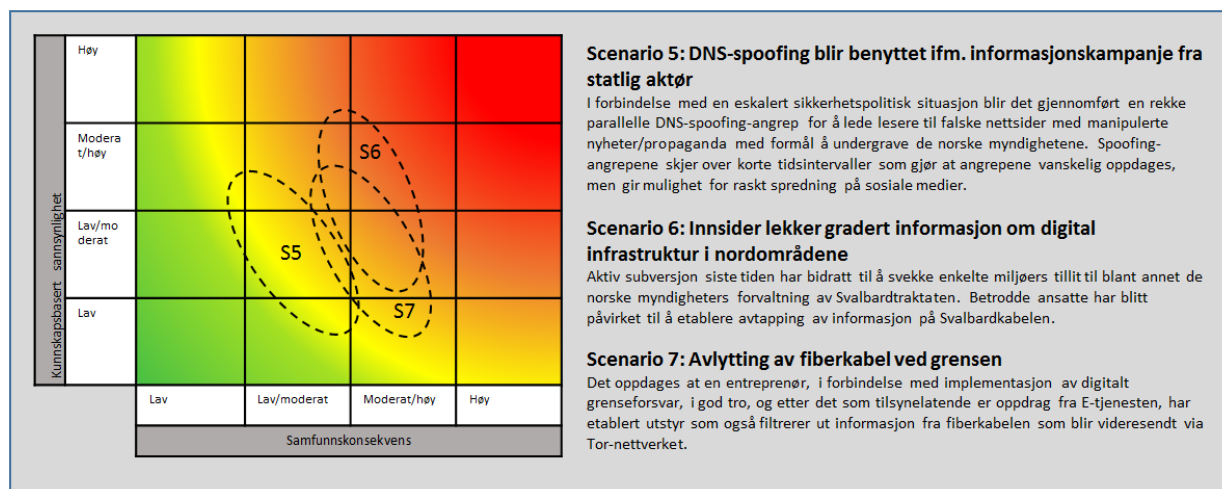 Høy
Modera
t/høy
Lav/mo
derat
Lav
Kunnskapsbasert sannsynlighet
S6
S5
S7
Lav
Lav/moderat
Moderat/høy
Høy
Samfunnskonsekvens
Scenario 5: DNS-spoofing blir benyttet ifm. informasjonskampanje fra
statlig aktør
I forbindelse med en eskalert sikkerhetspolitisk situasjon blir det gjennomført en rekke
parallelle DNS-spoofing-angrep for å lede lesere til falske nettsider med manipulerte
nyheter/propaganda med formål å undergrave de norske myndighetene. Spoofing-
angrepene skjer over korte tidsintervaller som gjør at angrepene vanskelig oppdages,
men gir mulighet for raskt spredning på sosiale medier.
Scenario 6: Innsider lekker gradert informasjon om digital
infrastruktur i nordområdene
Aktiv subversjon siste tiden har bidratt til å svekke enkelte miljøers tillit til blant annet de
norske myndigheters forvaltning av Svalbardtraktaten. Betrodde ansatte har blitt
påvirket til å etablere avtapping av informasjon på Svalbardkabelen.
Scenario 7: Avlytting av fiberkabel ved grensen
Det oppdages at en entreprenør, i forbindelse med implementasjon av digitalt
grenseforsvar, i god tro, og etter det som tilsynelatende er oppdrag fra E-tjenesten, har
etablert utstyr som også filtrerer ut informasjon fra fiberkabelen som blir videresendt via
Tor-nettverket.